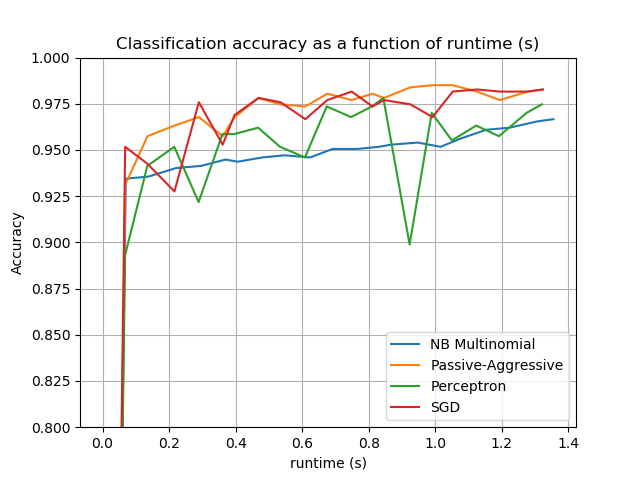 Classification accuracy as a function of runtime (s)
1.000
0.975
0.950
0.925
0.900
0.875
0.850
0.825
0.800
Accuracy
0.0 0.2 0.4 0.6 0.8 1.0 1.2 1.4
runtime (s)
NB Multinomial
Passive-Aggressive
Perceptron
SGD